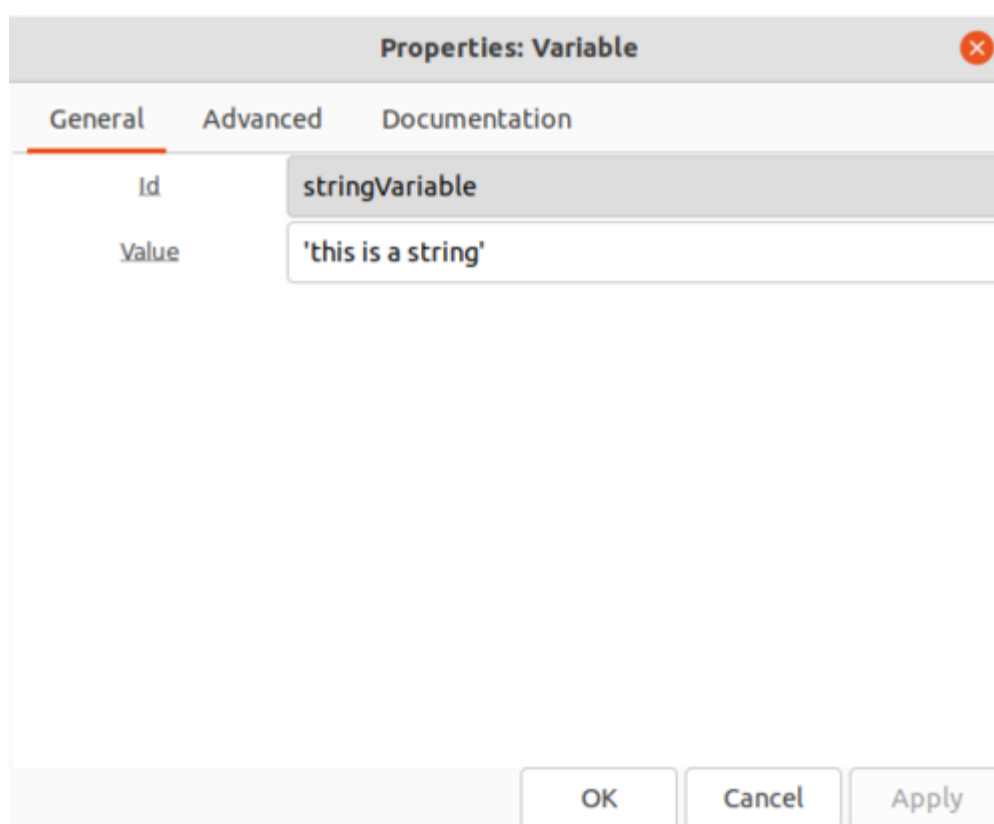 Properties: Variable
General Advanced Documentation
Id stringVariable
Value 'this is a string'
OK Cancel Apply